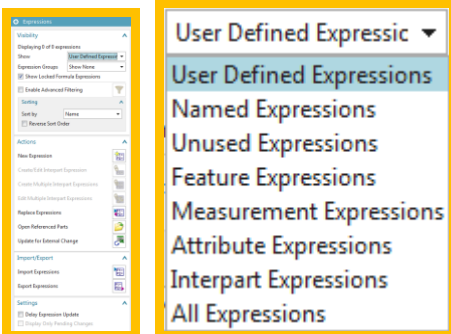 Expressions
Visibility
Displaying 0 of 0 expressions
Show User Defined Expressi
Expression Groups: Show None
Show Locked Formula Expressions
Enable Advanced Filtering
Sorting
Sort by Name
Reverse Sort Order
Actions
New Expression
Create/Edit Interpart Expression
Create Multiple Interpart Expressions
Edit Multiple Interpart Expressions
Replace Expressions
Open Referenced Parts
Update for External Change
Import/Export
Import Expressions
Export Expressions
Settings
Delay Expression Update
Display Only Pending Changes
User Defined Expressic
User Defined Expressions
Named Expressions
Unused Expressions
Feature Expressions
Measurement Expressions
Attribute Expressions
Interpart Expressions
All Expressions